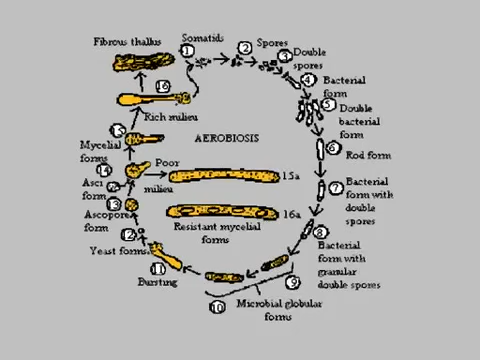 Fibrous thallus
Somatids
1
2
Spores
3
Double
spores
4
Bacterial
form
5
Double
bacterial
form
6
Rod form
7
Bacterial
form with
double
spores
8
Bacterial
form with
granular
double spores
9
Microbial globular
forms
10
11
Bursting
Yeast forms
12
Ascopore
form
13
Asci
form
14
Mycelial
forms
15
16
Rich milieu
AEROBIOSIS
Poor
milieu
15a
16a
Resistant mycelial
forms